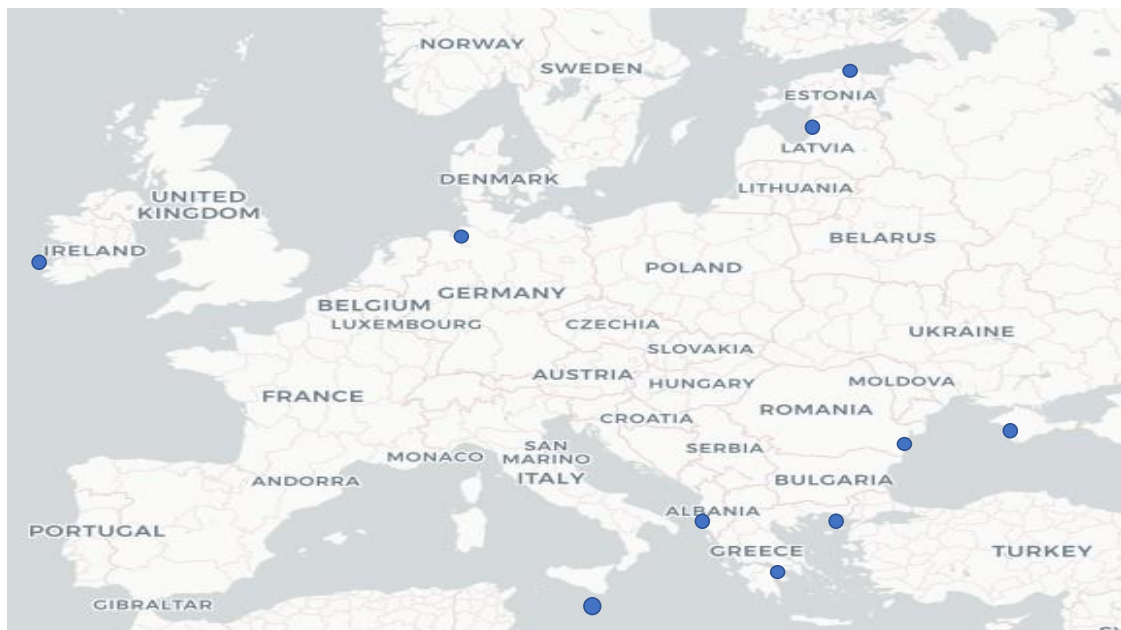 NORWAY
SWEDEN
ESTONIA
LATVIA
DENMARK
LITHUANIA
UNITED
KINGDOM
IRELAND
BELARUS
POLAND
GERMANY
BELGIUM
LUXEMBOURG
CZECHIA
UKRAINE
SLOVAKIA
AUSTRIA
HUNGARY
MOLDOVA
FRANCE
ROMANIA
CROATIA
SAN
MARINO
SERBIA
MONACO
ITALY
ANDORRA
BULGARIA
ALBANIA
PORTUGAL
GREECE
TURKEY
GIBRALTAR